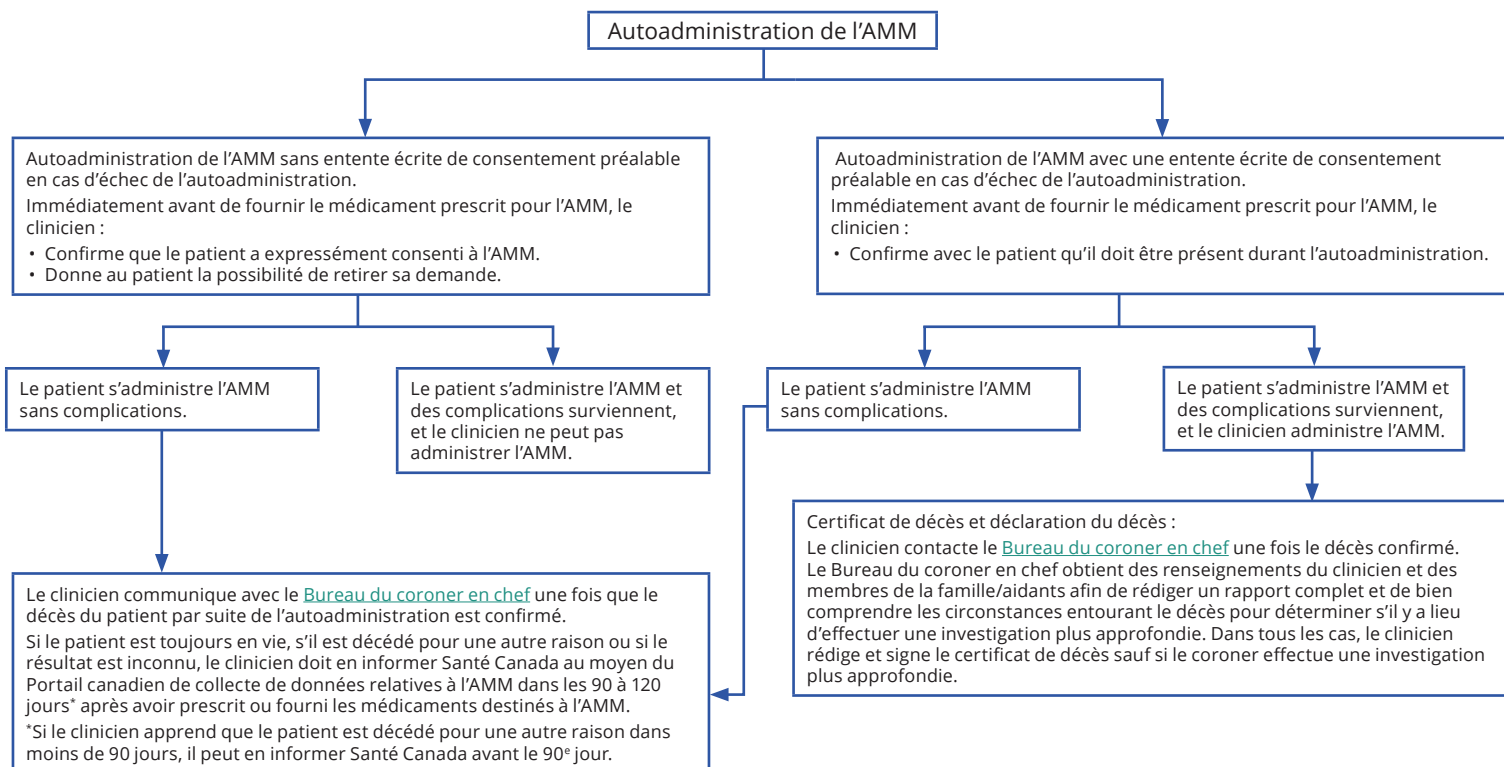 Autoadministration de l'AMM
Autoadministration de l'AMM sans entente écrite de consentement préalable
en cas d'échec de l'autoadministration.
Immédiatement avant de fournir le médicament prescrit pour l'AMM, le
clinicien :
• Confirme que le patient a expressément consenti à l'AMM.
• Donne au patient la possibilité de retirer sa demande.
Autoadministration de l'AMM avec une entente écrite de consentement
préalable en cas d'échec de l'autoadministration.
Immédiatement avant de fournir le médicament prescrit pour l'AMM, le
clinicien :
• Confirme avec le patient qu'il doit être présent durant l'autoadministration.
Le patient s'administre l'AMM
sans complications.
Le patient s'administre l'AMM et
des complications surviennent,
et le clinicien ne peut pas
administrer l'AMM.
Le patient s'administre l'AMM
sans complications.
Le patient s'administre l'AMM et
des complications surviennent,
et le clinicien administre l'AMM.
Le clinicien communique avec le Bureau du coroner en chef une fois que le
décès du patient par suite de l'autoadministration est confirmé.
Si le patient est toujours en vie, s'il est décédé pour une autre raison ou si le
résultat est inconnu, le clinicien doit en informer Santé Canada au moyen du
Portail canadien de collecte de données relatives à l'AMM dans les 90 à 120
jours* après avoir prescrit ou fourni les médicaments destinés à l'AMM.
*Si le clinicien apprend que le patient est décédé pour une autre raison dans
moins de 90 jours, il peut en informer Santé Canada avant le 90e jour.
Certificat de décès et déclaration du décès :
Le clinicien contacte le Bureau du coroner en chef une fois le décès confirmé.
Le Bureau du coroner en chef obtient des renseignements du clinicien et des
membres de la famille/aidants afin de rédiger un rapport complet et de bien
comprendre les circonstances entourant le décès pour déterminer s'il y a lieu
d'effectuer une investigation plus approfondie. Dans tous les cas, le clinicien
rédige et signe le certificat de décès sauf si le coroner effectue une investigation
plus approfondie.